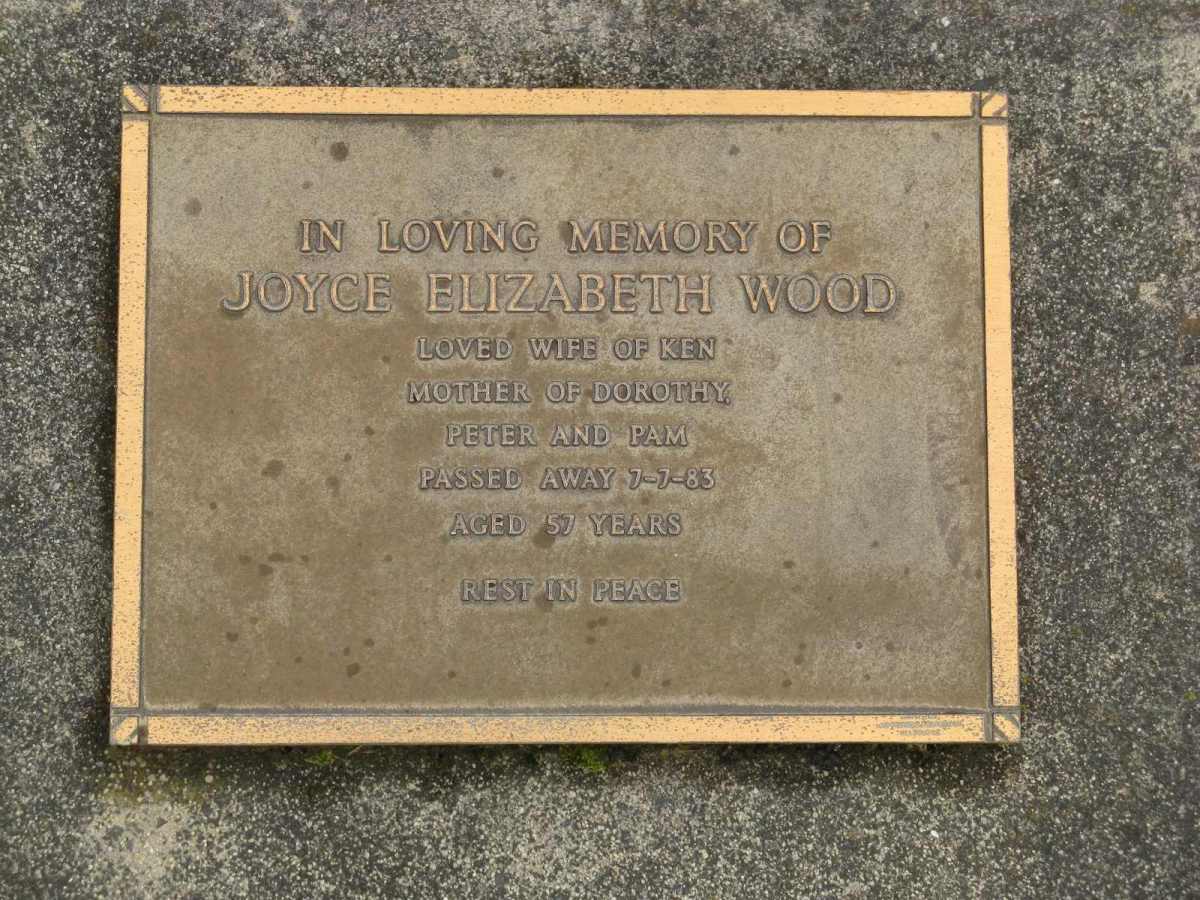 IN LOVING MEMORY OF
JOYCE ELIZABETH WOOD
LOVED WIFE OF KEN
MOTHER OF DOROTHY,
PETER AND PAM
PASSED AWAY 7-7-83
AGED 57 YEARS
REST IN PEACE